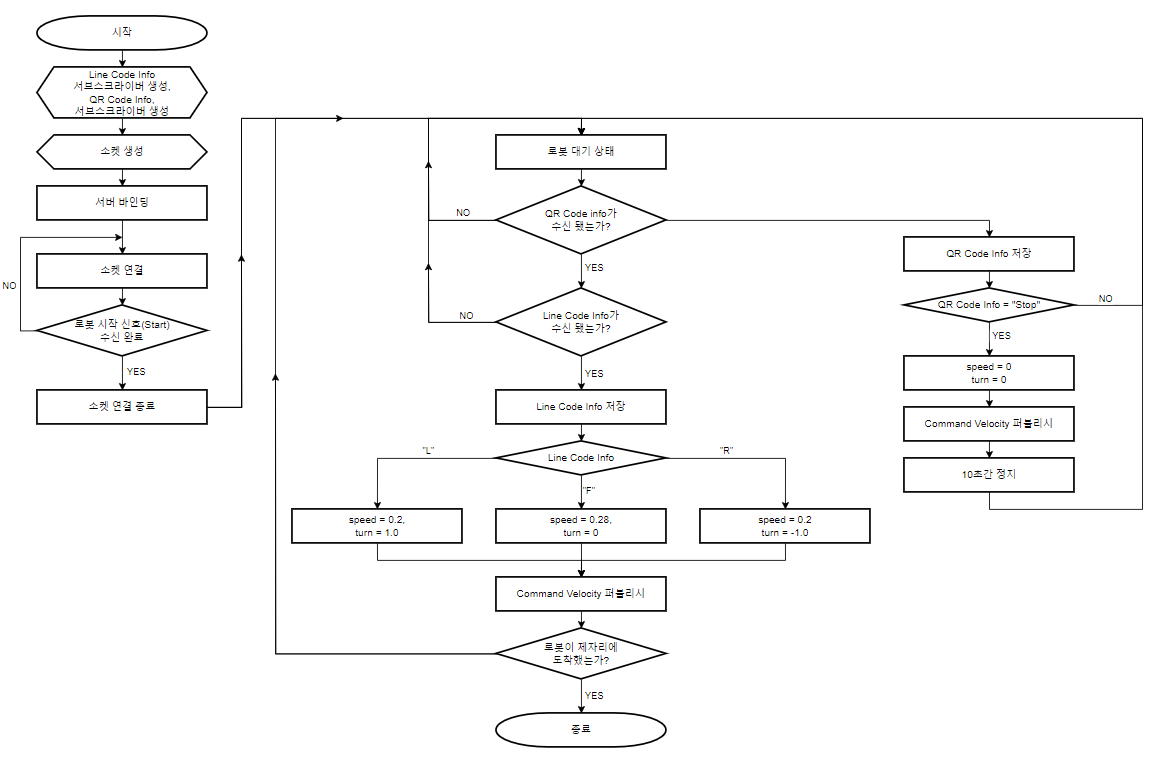 시작
Line Code Info
서브스크라이버 생성,
QR Code Info,
서브스크라이버 생성
소켓 생성
서버 바인딩
소켓 연결
NO
로봇 시작 신호(Start)
수신 완료
YES
소켓 연결 종료
로봇 대기 상태
QR Code info가
수신 됐는가?
NO
YES
Line Code Info가
수신 됐는가?
NO
YES
Line Code Info 저장
Line Code Info
"L"
"F"
"R"
speed = 0.2,
turn = 1.0
speed = 0.28,
turn = 0
speed = 0.2
turn = -1.0
Command Velocity 퍼블리시
로봇이 제자리에
도착했는가?
YES
종료
QR Code Info 저장
QR Code Info = "Stop"
NO
YES
speed = 0
turn = 0
Command Velocity 퍼블리시
10초간 정지